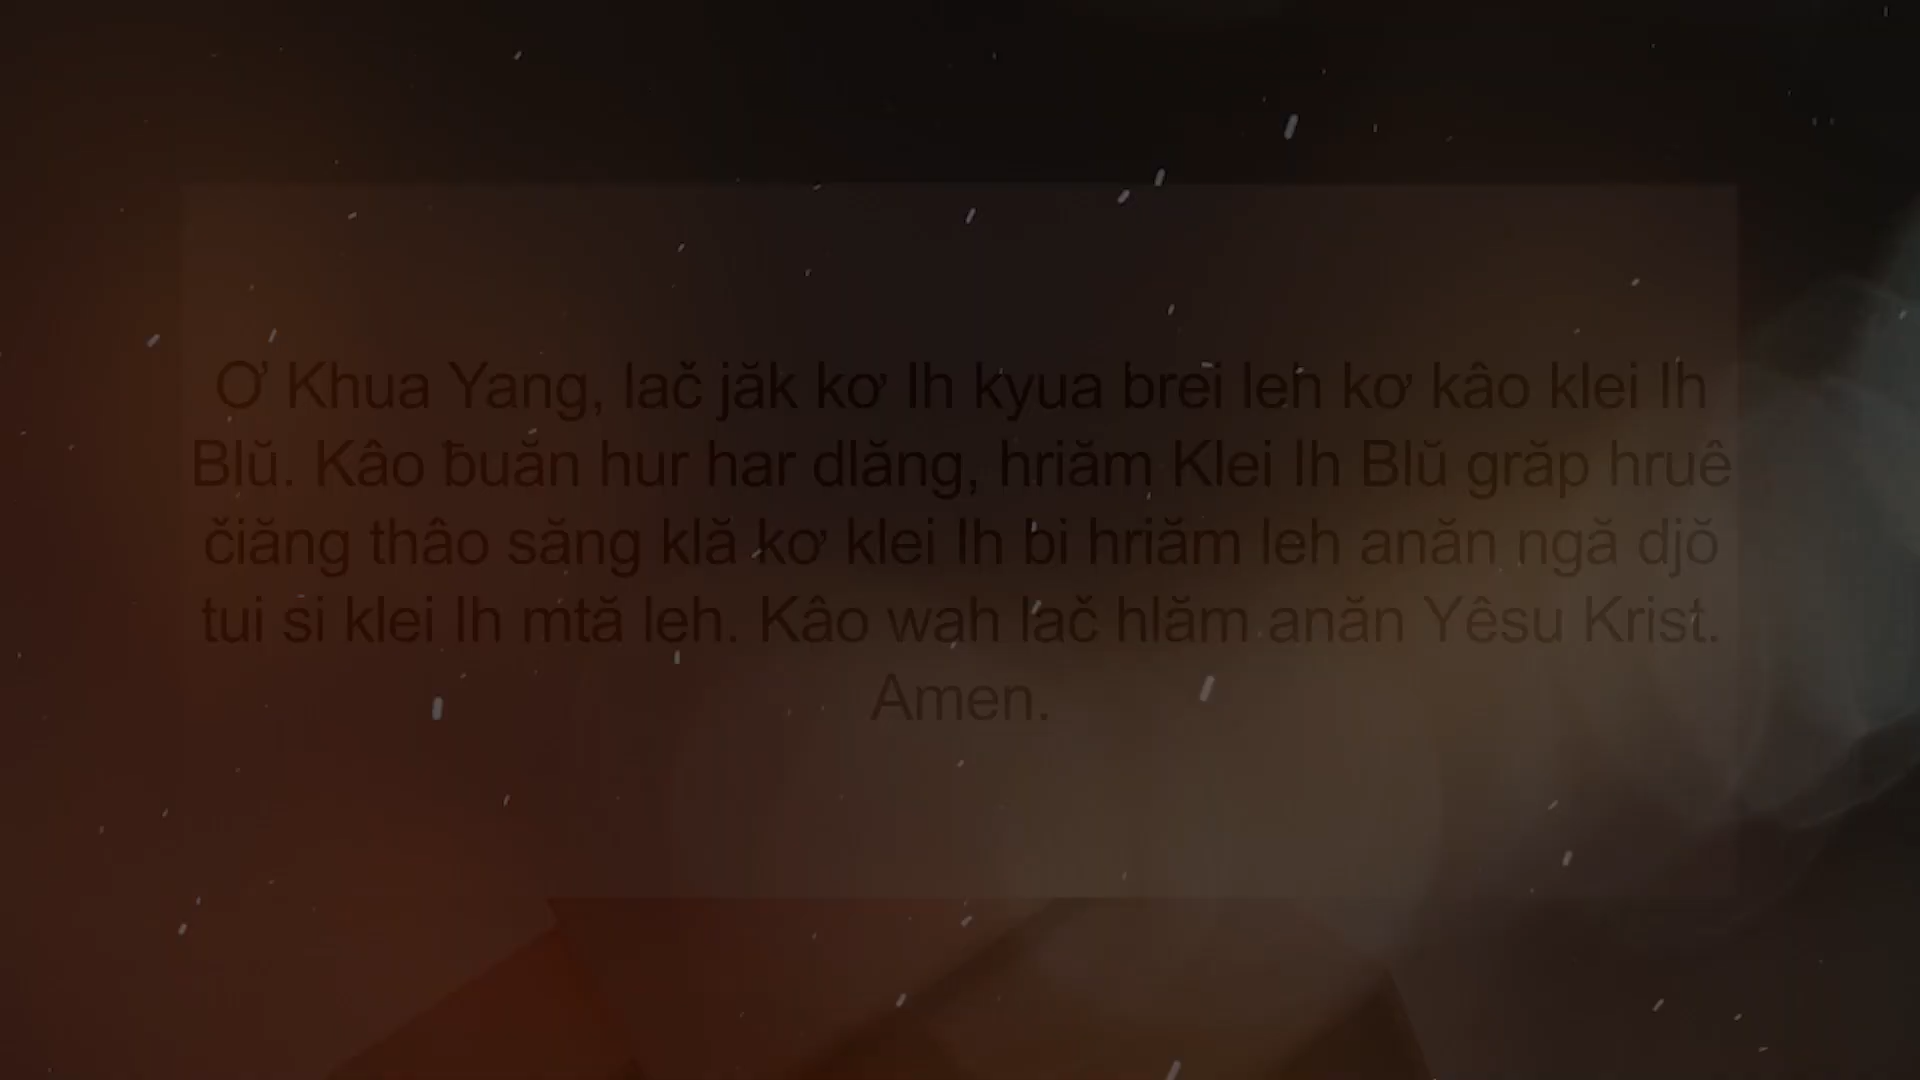 Ơ Khua Yang, lač jăk kơ Ih kyua brei leh kơ kâo klei Ih
Blŭ. Kâo ƀuăn hur har dlăng, hriăm Klei Ih Blŭ grăp hruê
čiăng thâo săng klă kơ klei Ih bi hriăm leh anăn ngă djŏ
tui si klei Ih mtă leh. Kâo wah lač hlăm anăn Yêsu Krist.
Amen.